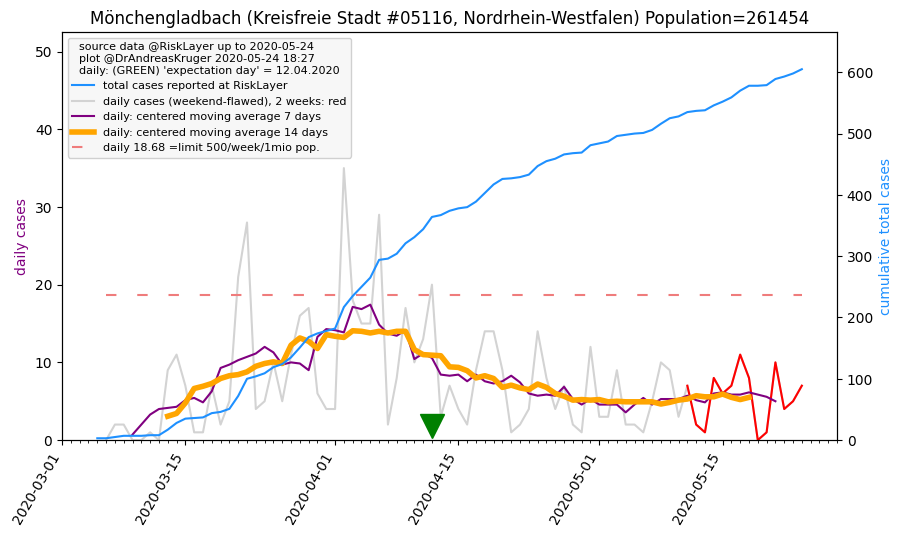 Mönchengladbach (Kreisfreie Stadt #05116, Nordrhein-Westfalen) Population=261454
source data @RiskLayer up to 2020-05-24
plot @DrAndreasKruger 2020-05-24 18:27
daily: (GREEN) 'expectation day' = 12.04.2020
total cases reported at RiskLayer
daily cases (weekend-flawed), 2 weeks: red
daily: centered moving average 7 days
daily: centered moving average 14 days
daily 18.68 =limit 500/week/1mio pop.
daily cases
50
40
30
20
10
0
cumulative total cases
600
500
400
300
200
100
0
2020-03-01
2020-03-15
2020-04-01
2020-04-15
2020-05-01
2020-05-15